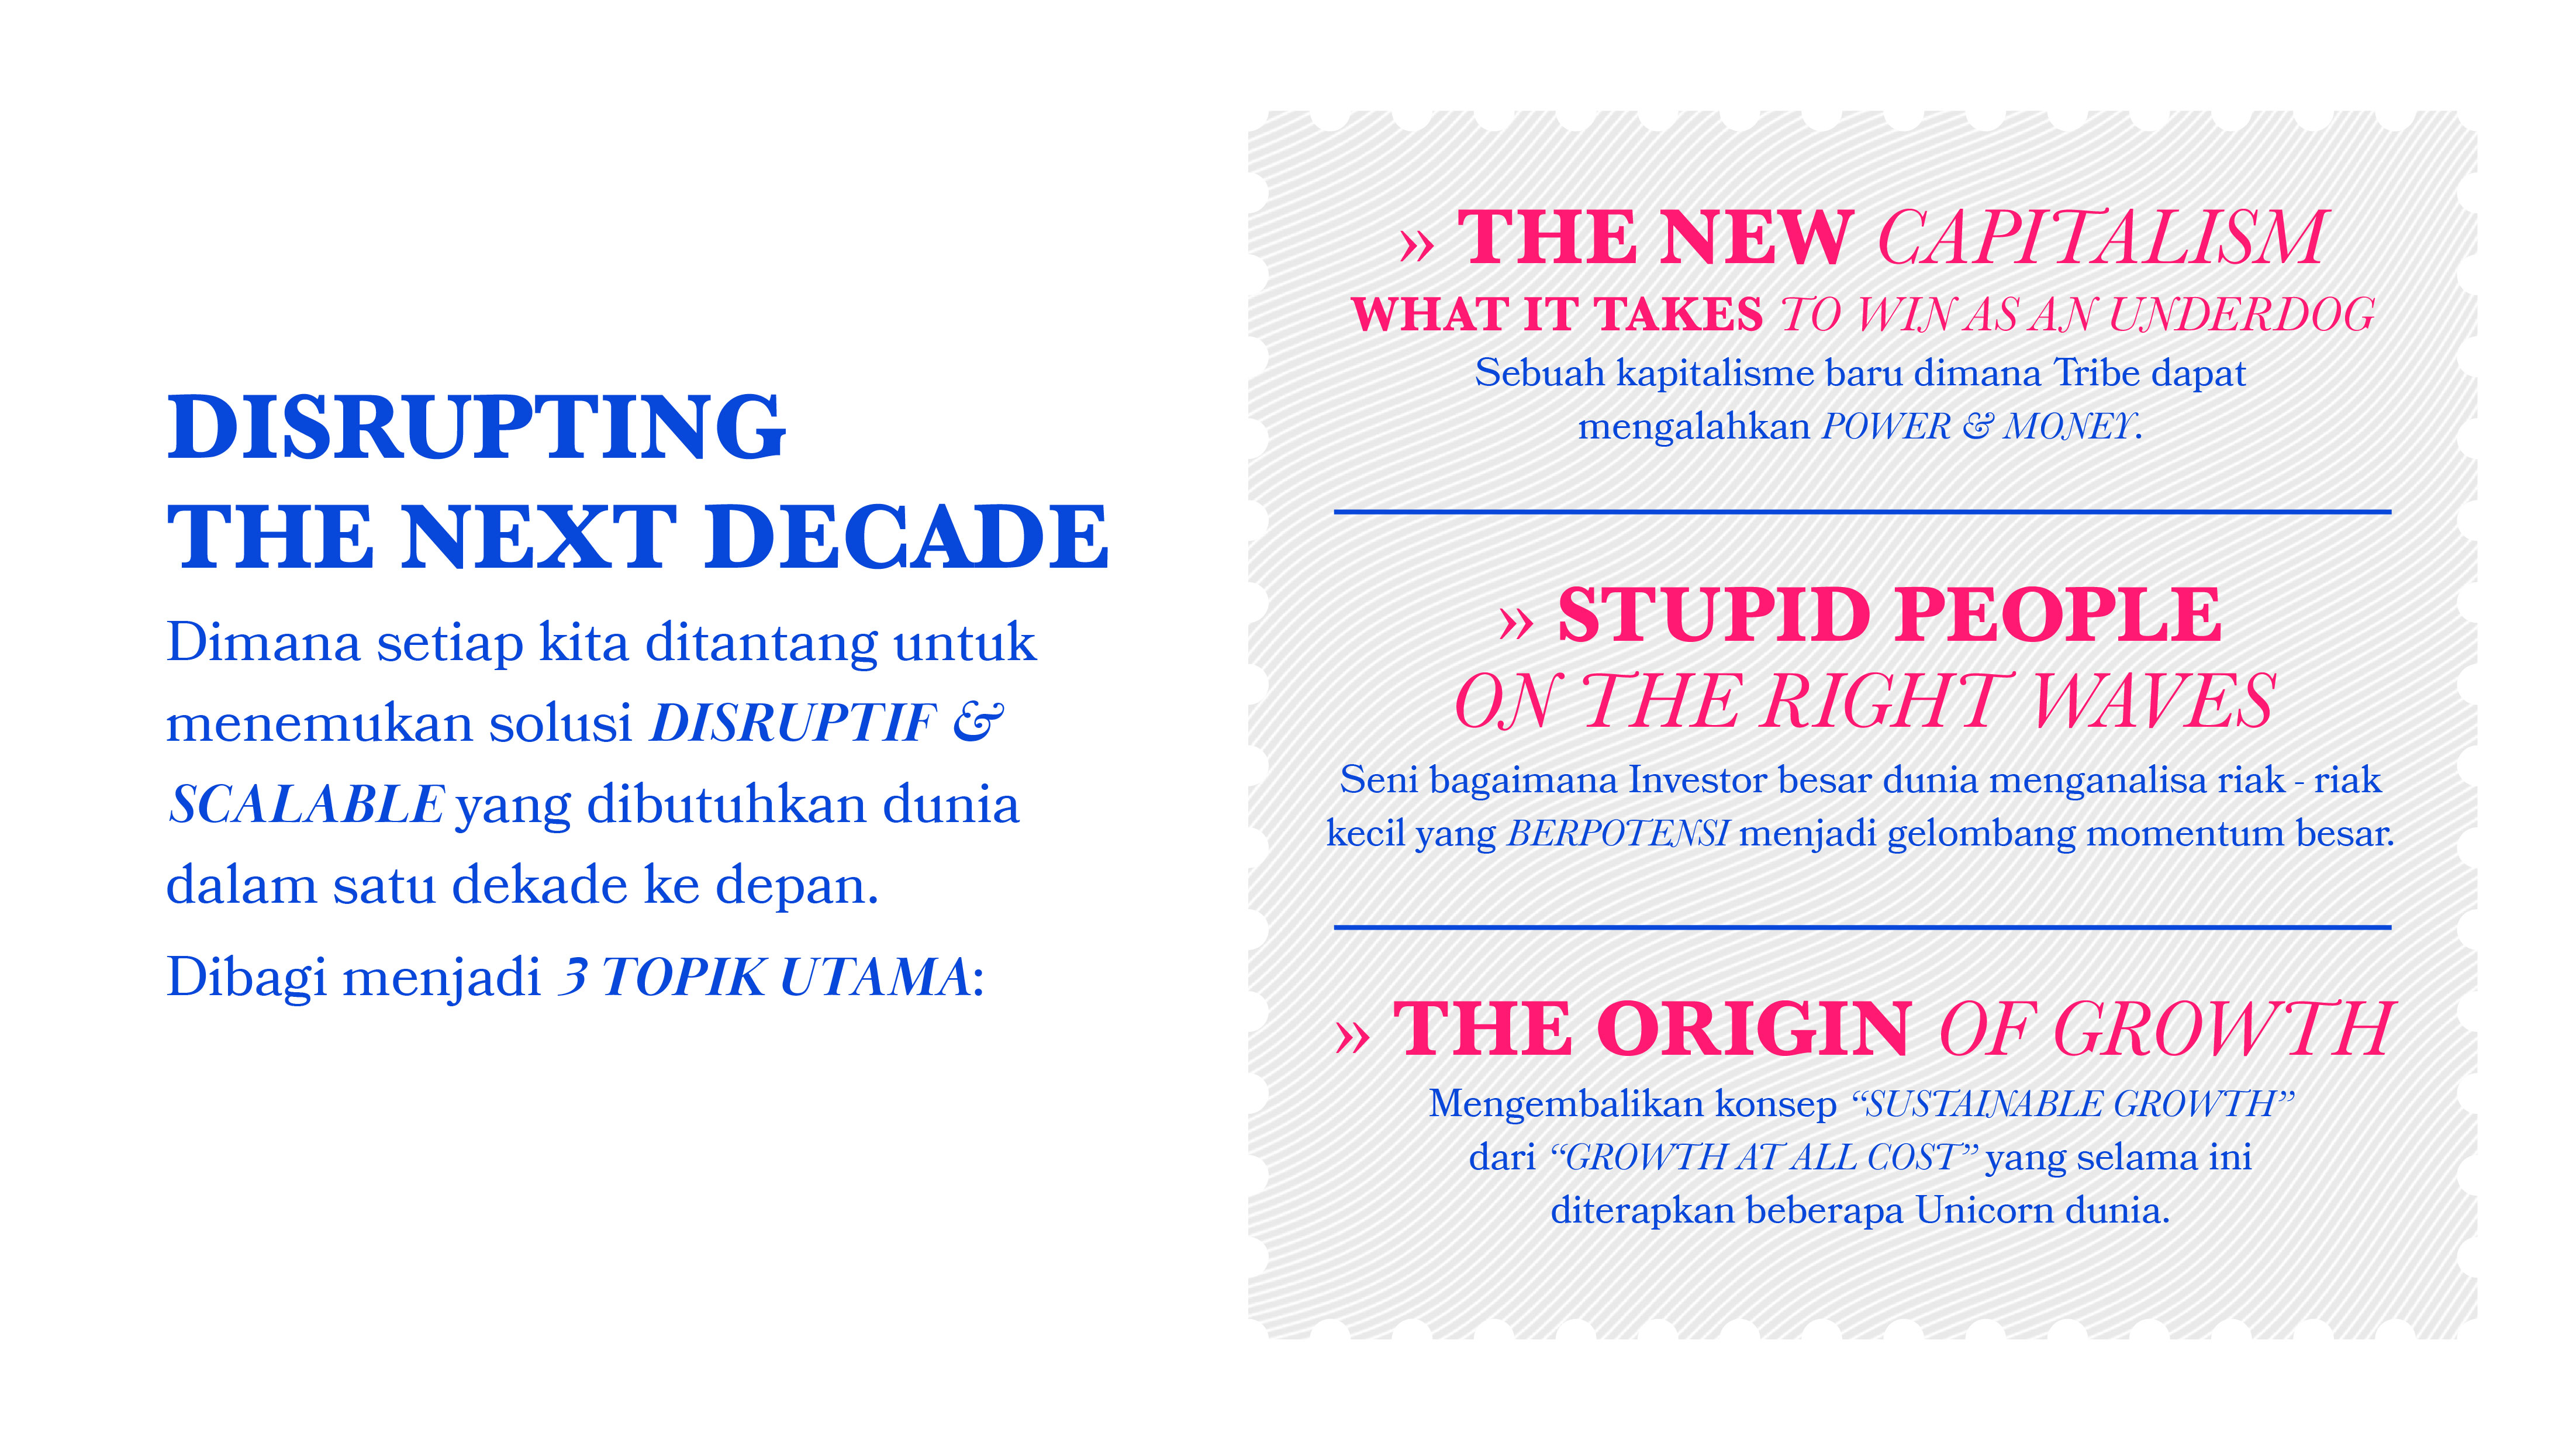 DISRUPTING
THE NEXT DECADE
Dimana setiap kita ditantang untuk
menemukan solusi DISRUPTIF &
SCALABLE yang dibutuhkan dunia
dalam satu dekade ke depan.
Dibagi menjadi 3 TOPIK UTAMA:
» THE NEW CAPITALISM
WHAT IT TAKES TO WIN AS AN UNDERDOG
Sebuah kapitalisme baru dimana Tribe dapat
mengalahkan POWER & MONEY.
» STUPID PEOPLE
ON THE RIGHT WAVES
Seni bagaimana Investor besar dunia menganalisa riak - riak
kecil yang BERPOTENSI menjadi gelombang momentum besar.
» THE ORIGIN OF GROWTH
Mengembalikan konsep “SUSTAINABLE GROWTH”
dari “GROWTH AT ALL COST” yang selama ini
diterapkan beberapa Unicorn dunia.